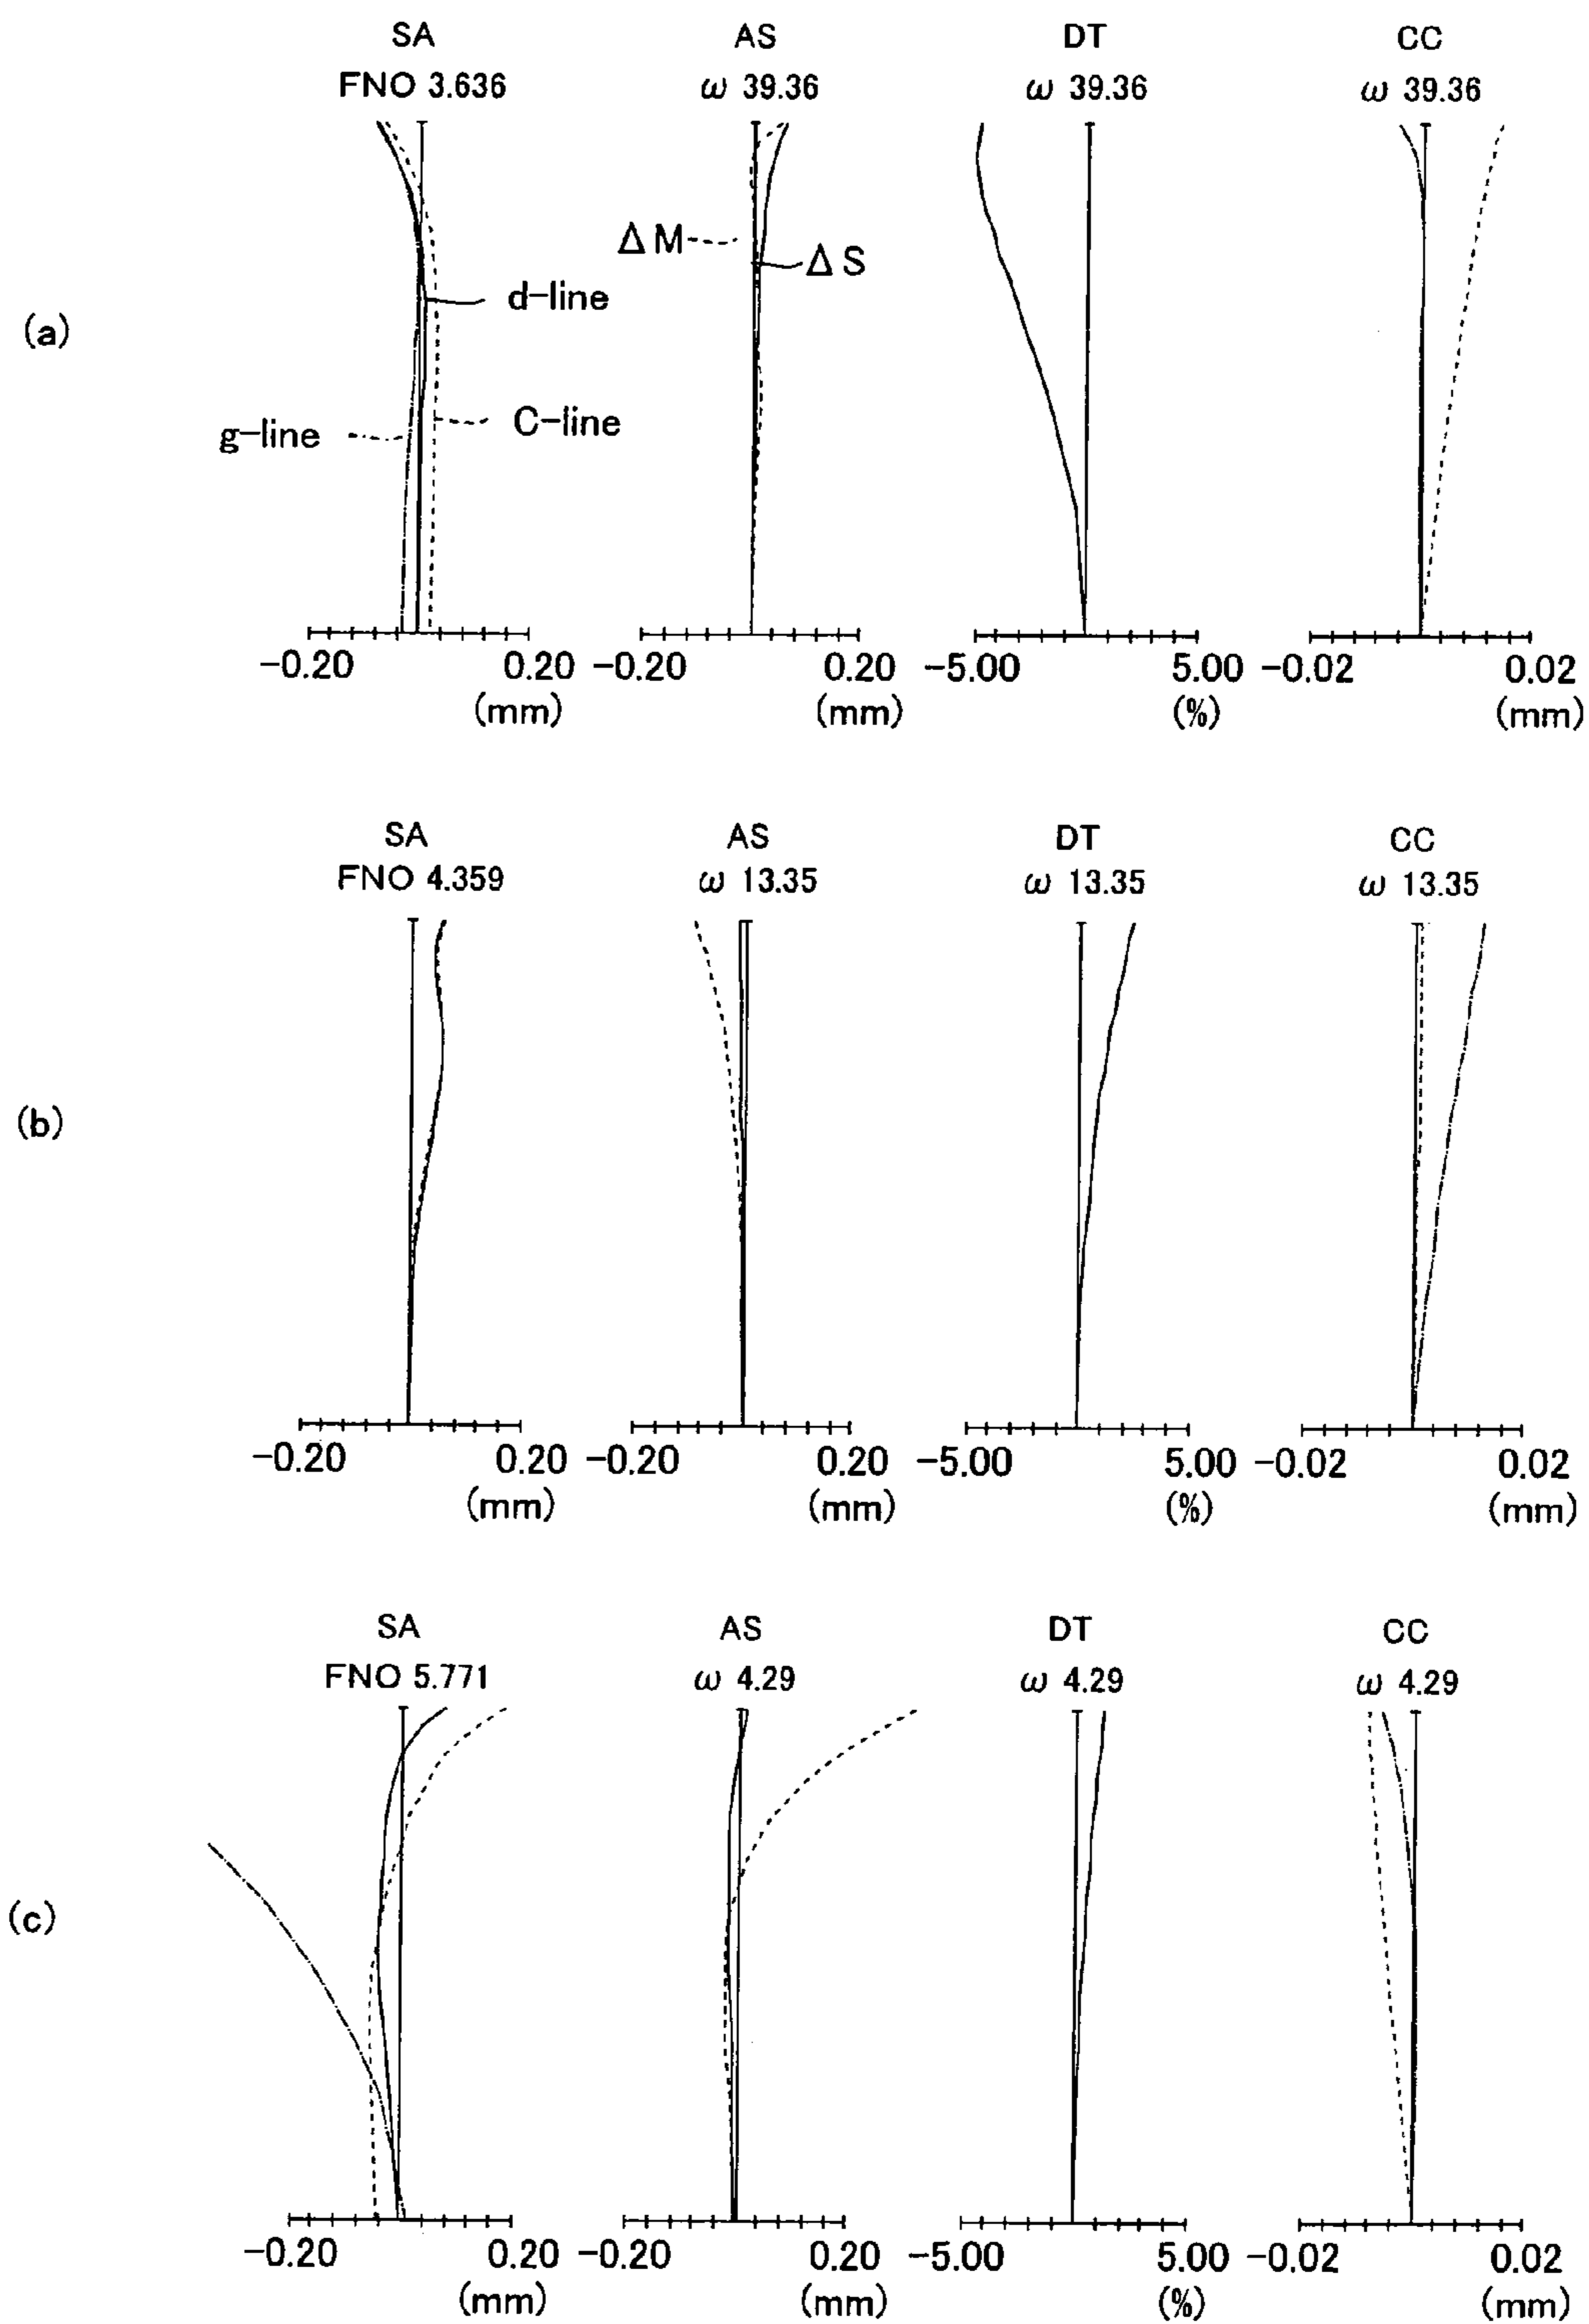 SA AS DT CC
FNO 3.636 ω 39.36 ω 39.36 ω 39.36
ΔM
ΔS
d-line
(a)
C-line
g-line
-0.20 0.20 -0.20 0.20 -5.00 5.00 -0.02 0.02
(mm) (mm) (%) (mm)
SA AS DT CC
FNO 4.359 ω 13.35 ω 13.35 ω 13.35
(b)
-0.20 0.20 -0.20 0.20 -5.00 5.00 -0.02 0.02
(mm) (mm) (%) (mm)
SA AS DT CC
FNO 5.771 ω 4.29 ω 4.29 ω 4.29
(c)
-0.20 0.20 -0.20 0.20 -5.00 5.00 -0.02 0.02
(mm) (mm) (%) (mm)